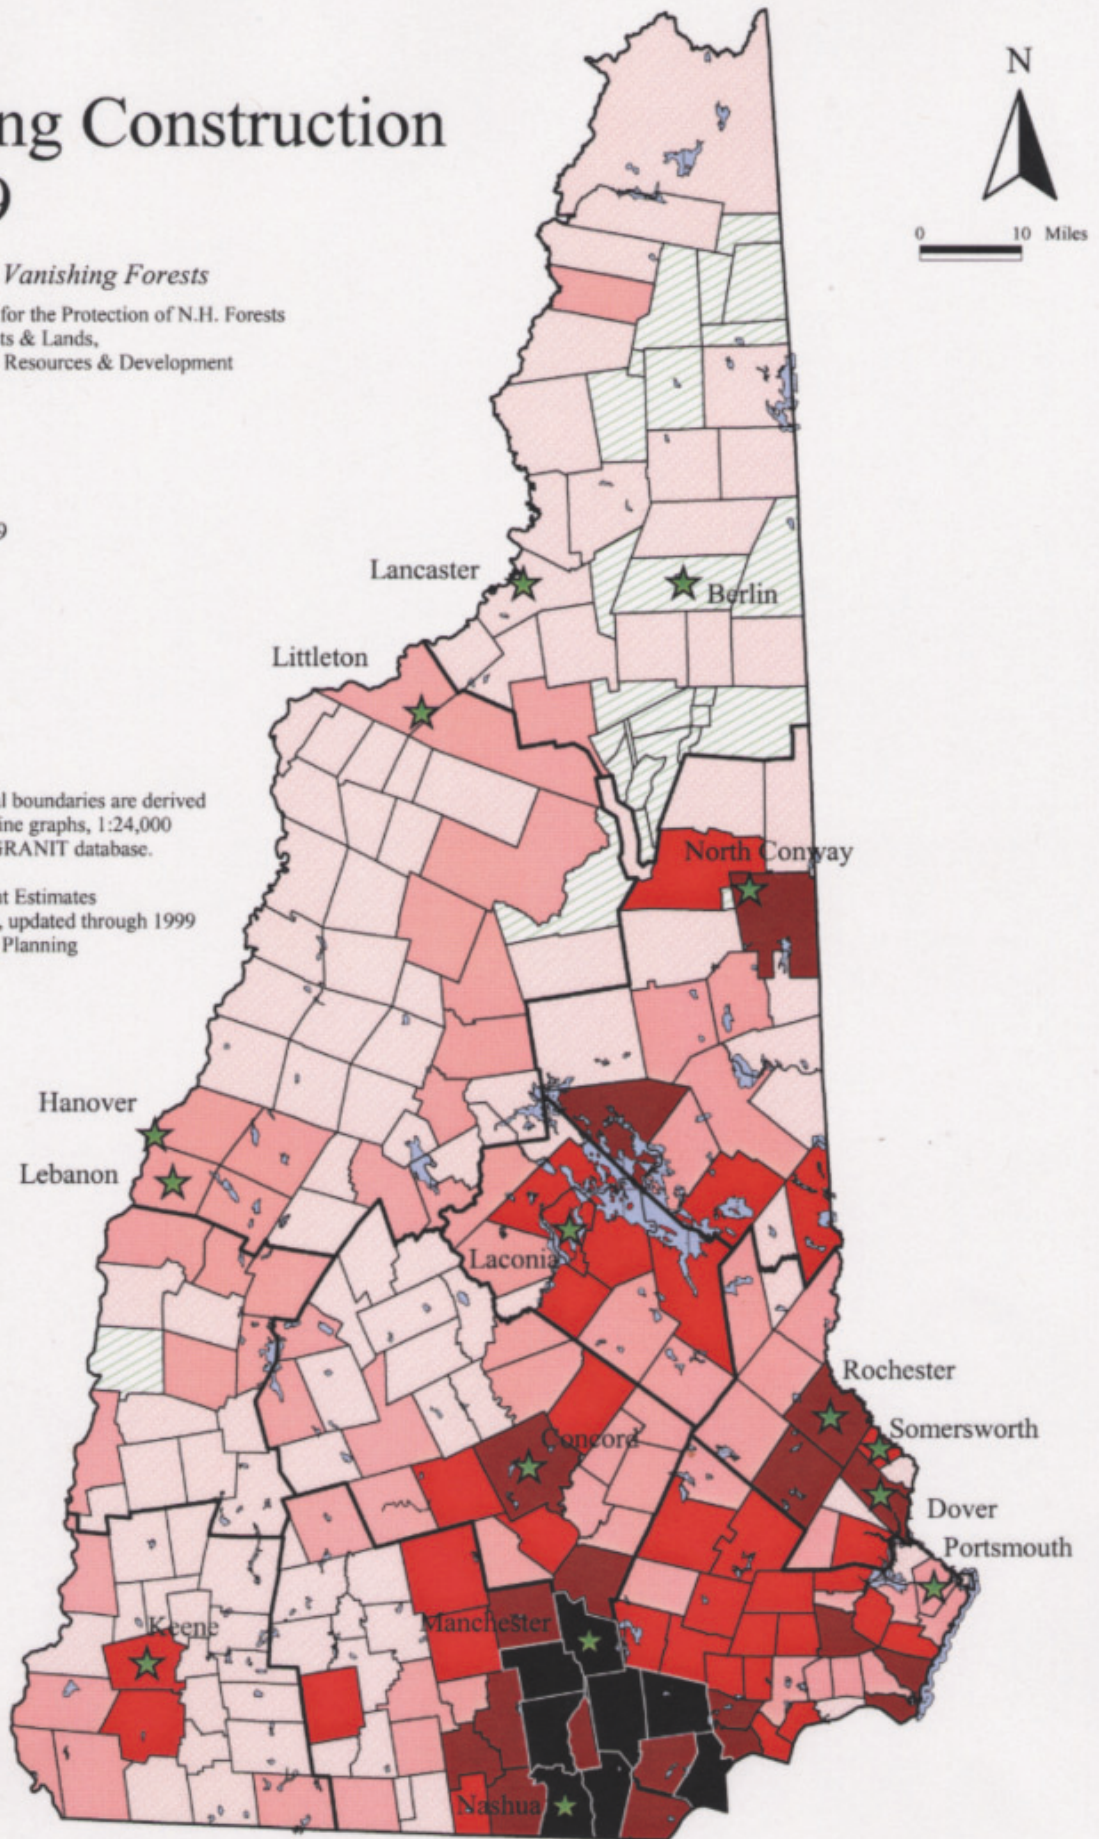 ng Construction
9
Vanishing Forests
for the Protection of N.H. Forests
ts & Lands,
Resources & Development
9
l boundaries are derived
ine graphs, 1:24,000
GRANIT database.
t Estimates
, updated through 1999
Planning
N
0 10 Miles
Lancaster
Berlin
Littleton
North Conway
Hanover
Lebanon
Laconia
Rochester
Concord
Somersworth
Dover
Portsmouth
Keene
Manchester
Nashua